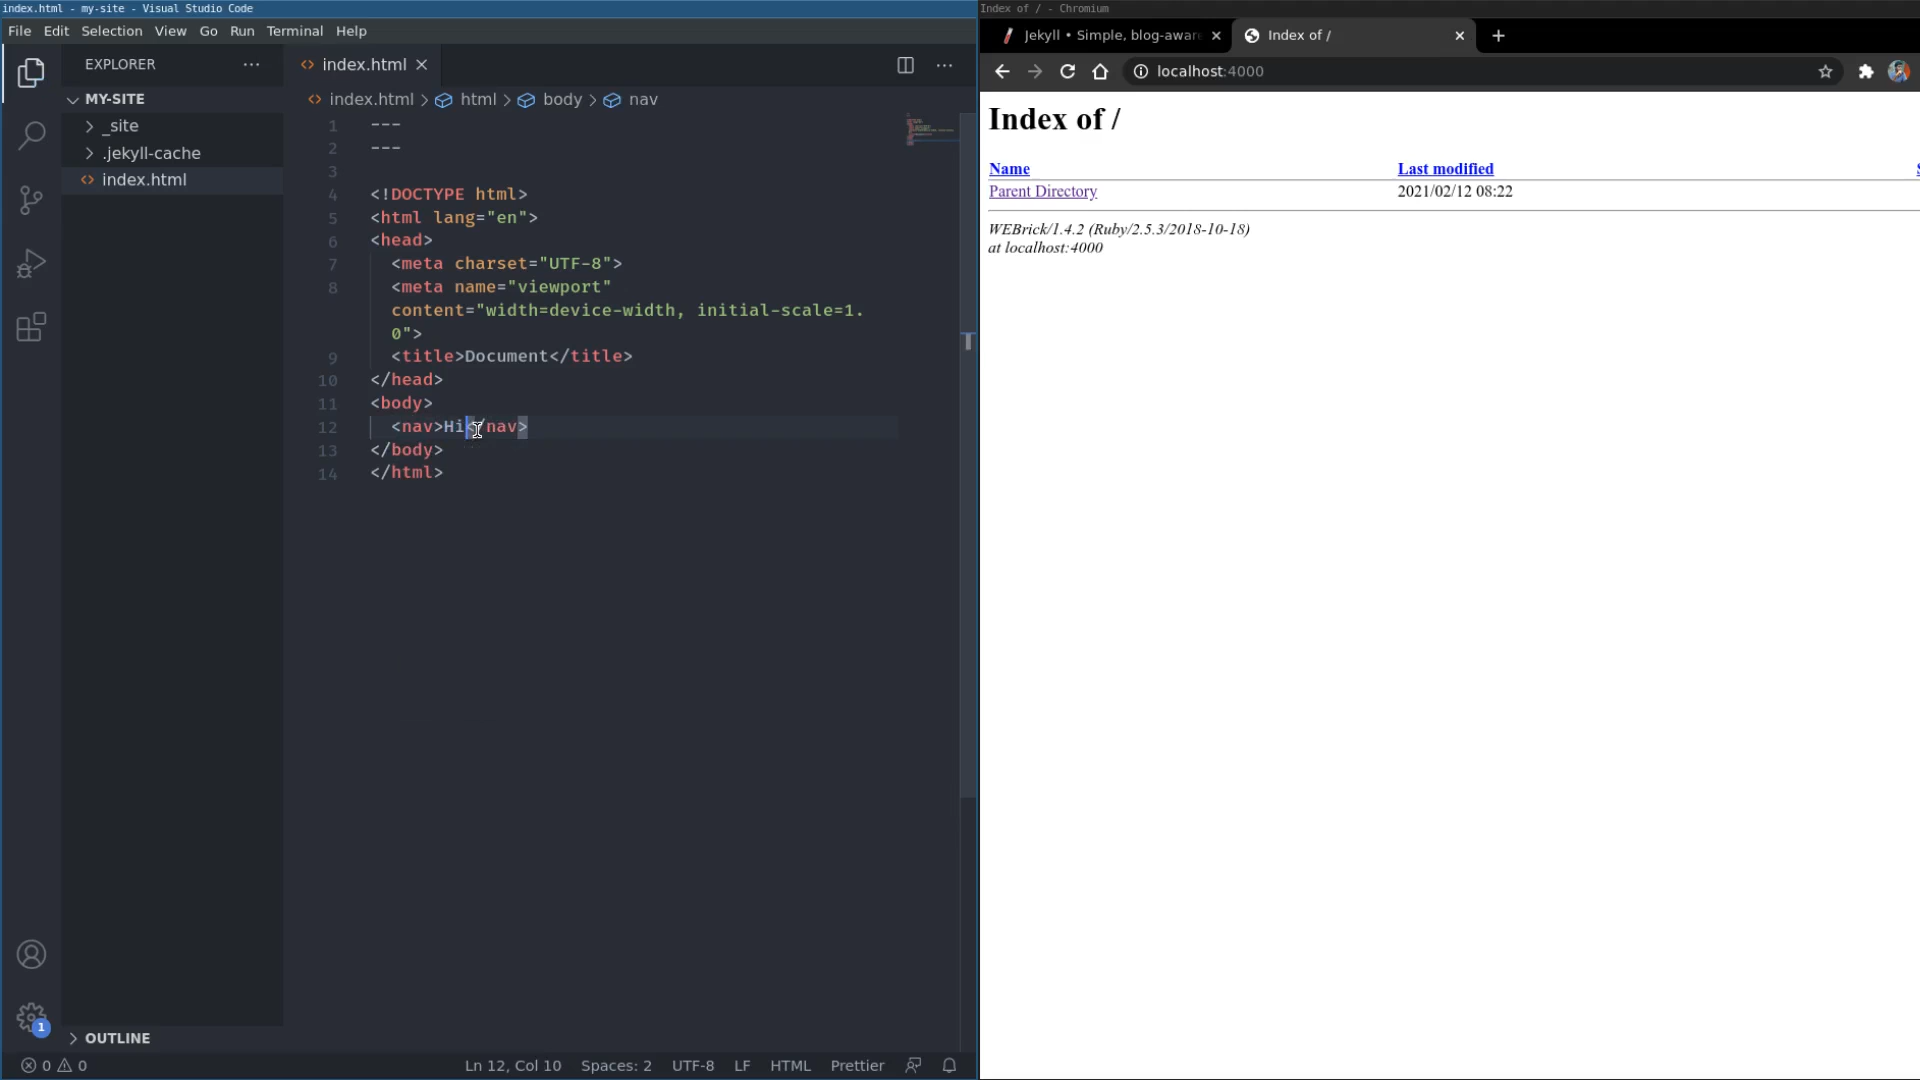 index.html - my-site - Visual Studio Code
File Edit Selection View Go Run Terminal Help
EXPLORER
MY-SITE
_site
.jekyll-cache
index.html
OUTLINE
1
index.html
index.html > html > body > nav
1 ---
2 ---
3
4 <!DOCTYPE html>
5 <html lang="en">
6 <head>
7 <meta charset="UTF-8">
8 <meta name="viewport"
content="width=device-width, initial-scale=1.
0">
9 <title>Document</title>
10 </head>
11 <body>
12 <nav>Hi</nav>
13 </body>
14 </html>
0 0 Ln 12, Col 10 Spaces: 2 UTF-8 LF HTML Prettier
Index of / - Chromium
Jekyll • Simple, blog-aware
Index of /
localhost:4000
Index of /
Name Last modified
Parent Directory 2021/02/12 08:22
WEBrick/1.4.2 (Ruby/2.5.3/2018-10-18)
at localhost:4000